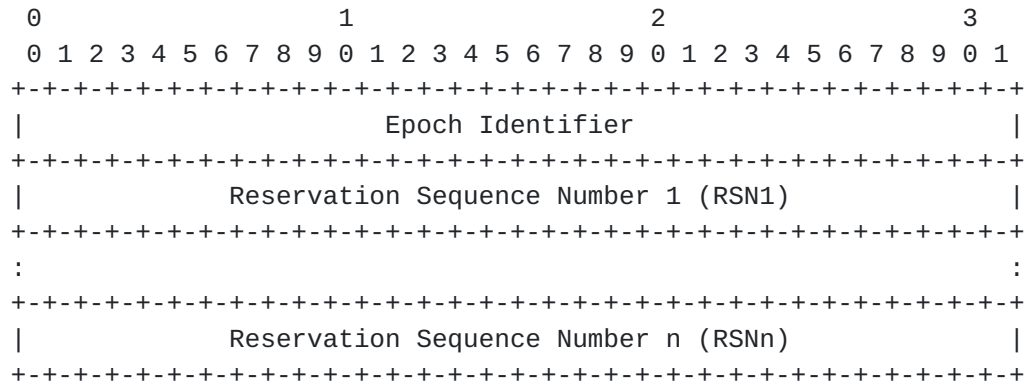 0                   1                   2                   3
 0 1 2 3 4 5 6 7 8 9 0 1 2 3 4 5 6 7 8 9 0 1 2 3 4 5 6 7 8 9 0 1
+-+-+-+-+-+-+-+-+-+-+-+-+-+-+-+-+-+-+-+-+-+-+-+-+-+-+-+-+-+-+-+-+
|                       Epoch Identifier                        |
+-+-+-+-+-+-+-+-+-+-+-+-+-+-+-+-+-+-+-+-+-+-+-+-+-+-+-+-+-+-+-+-+
|             Reservation Sequence Number 1 (RSN1)              |
+-+-+-+-+-+-+-+-+-+-+-+-+-+-+-+-+-+-+-+-+-+-+-+-+-+-+-+-+-+-+-+-+
:                                                               :
+-+-+-+-+-+-+-+-+-+-+-+-+-+-+-+-+-+-+-+-+-+-+-+-+-+-+-+-+-+-+-+-+
|             Reservation Sequence Number n (RSNn)              |
+-+-+-+-+-+-+-+-+-+-+-+-+-+-+-+-+-+-+-+-+-+-+-+-+-+-+-+-+-+-+-+-+